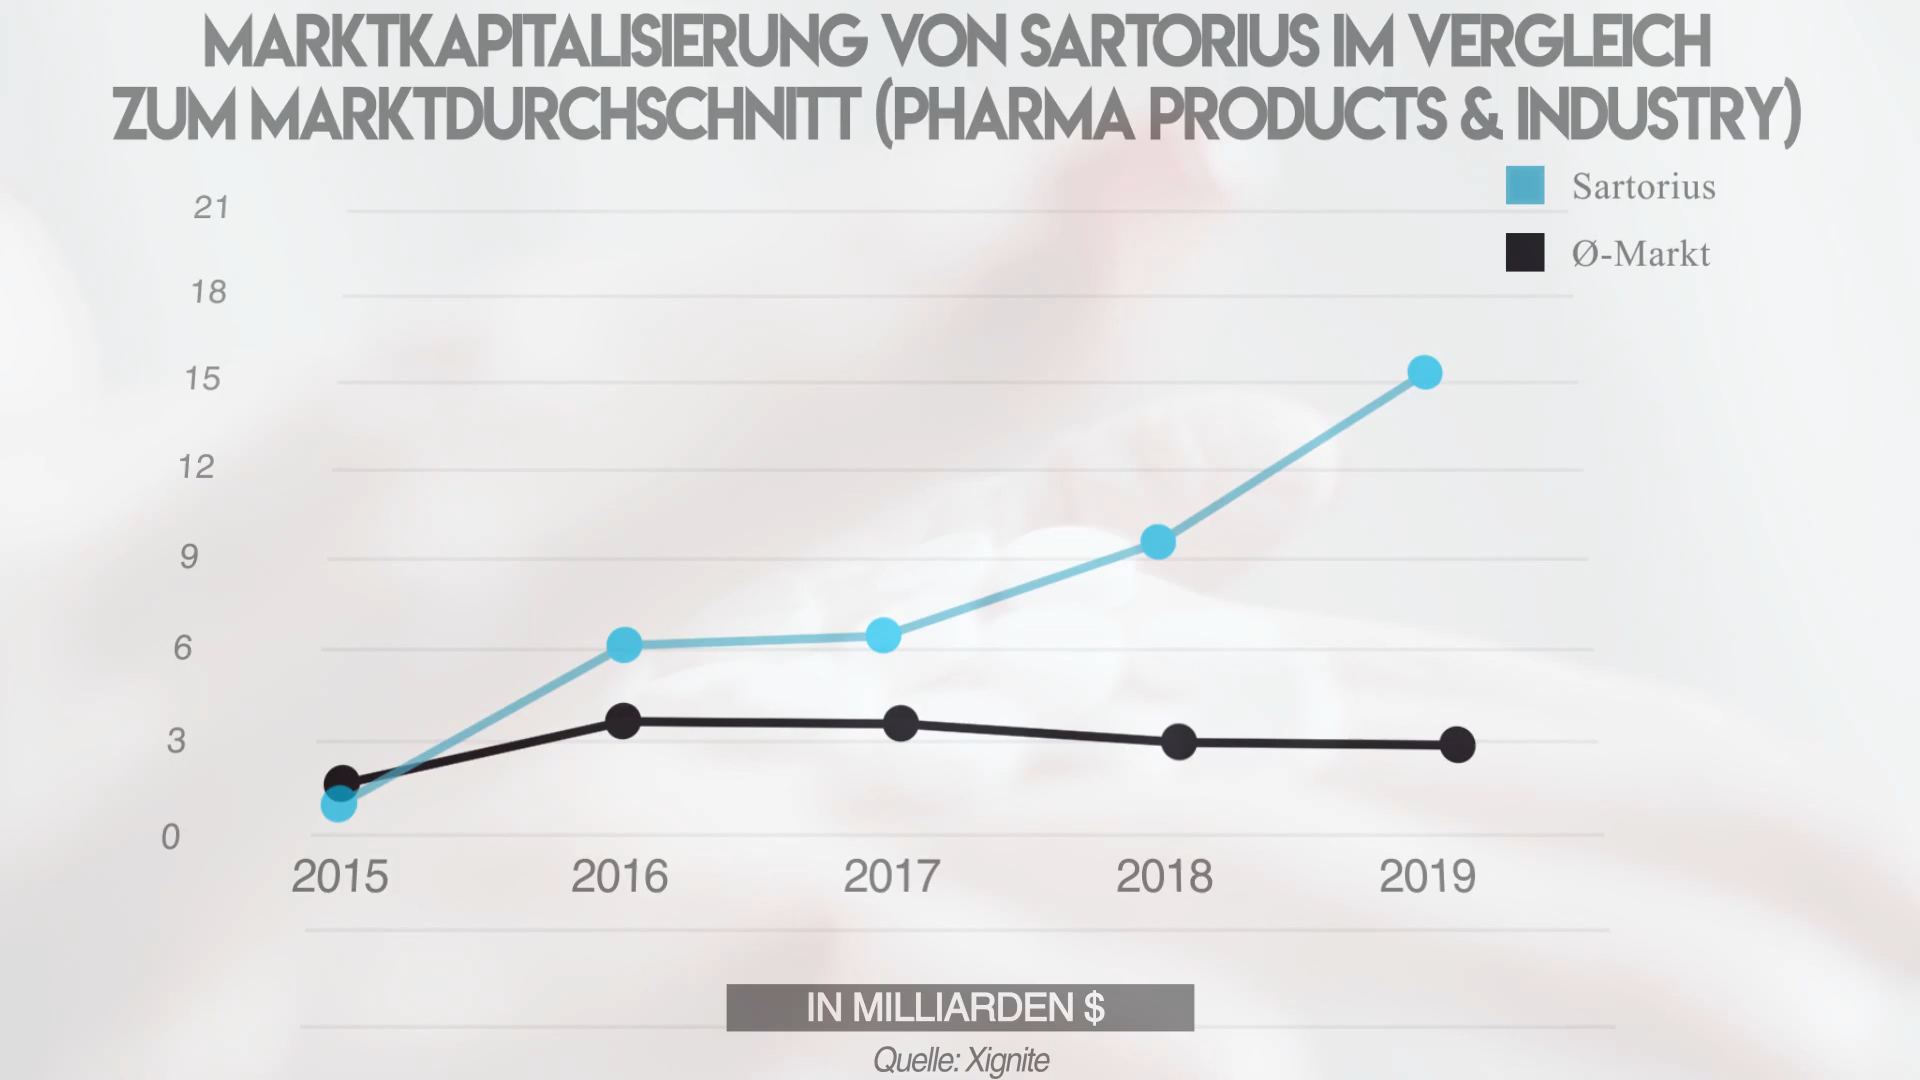 MARKTKAPITALISIERUNG VON SARTORIUS IM VERGLEICH
ZUM MARKTDURCHSCHNITT (PHARMA PRODUCTS & INDUSTRY)
Sartorius
Ø-Markt
21
18
15
12
9
6
3
0
2015 2016 2017 2018 2019
IN MILLIARDEN $
Quelle: Xignite